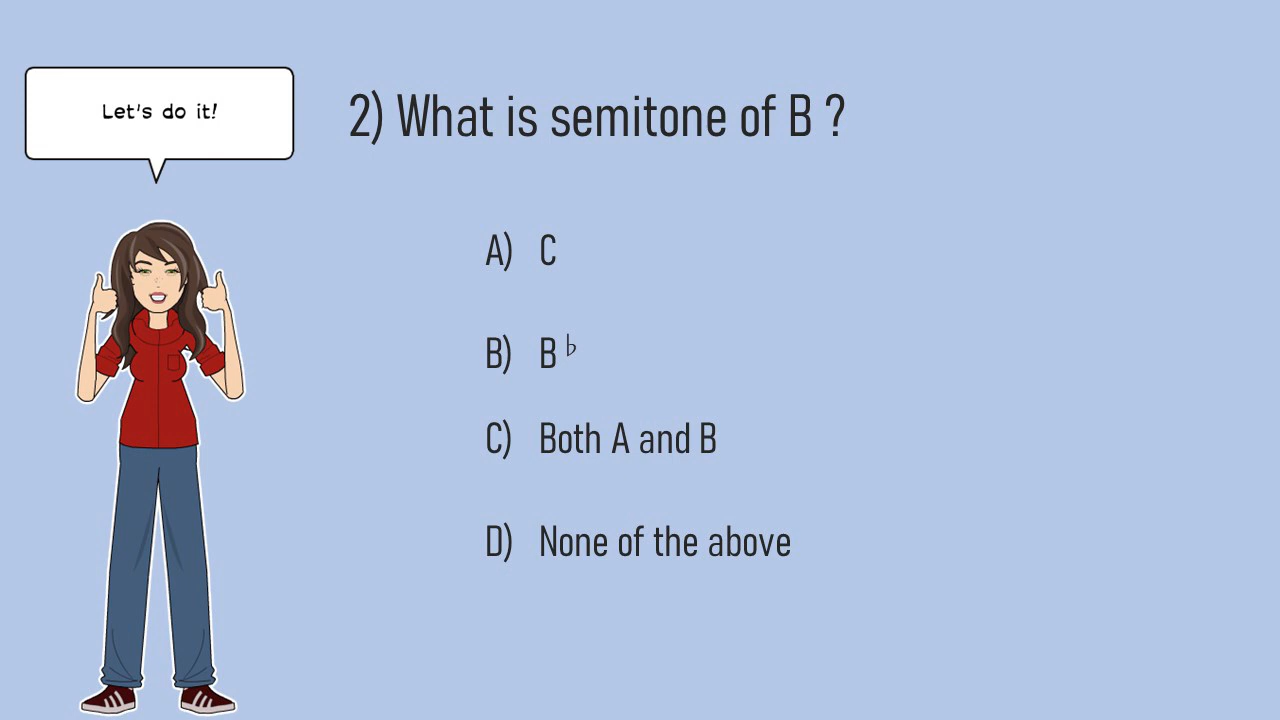 Let's do it!
2) What is semitone of B ?
A) C
B) B ♭
C) Both A and B
D) None of the above